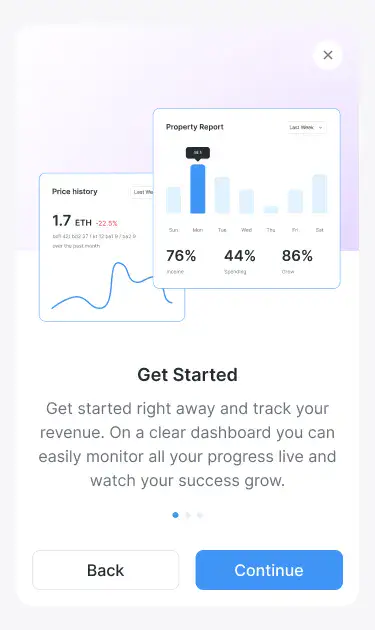 Property Report
Last Week
Price history
Last We
1.7 ETH -22.5%
over the past month
Sun Mon Tue Wed Thu Fri Sat
76% 44% 86%
Income Spending Grow
Get Started
Get started right away and track your
revenue. On a clear dashboard you can
easily monitor all your progress live and
watch your success grow.
Back
Continue